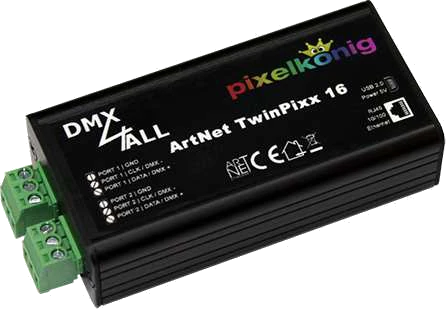 pixelkönig
DMX
4ALL
ArtNet TwinPixx 16
USB 2.0
Power 5V
RJ45
10/100
Ethernet
PORT 1 | GND
PORT 1 | CLK / DMX -
PORT 1 | DATA / DMX +
PORT 2 | GND
PORT 2 | CLK / DMX -
PORT 2 | DATA / DMX +
ART
NET
CE